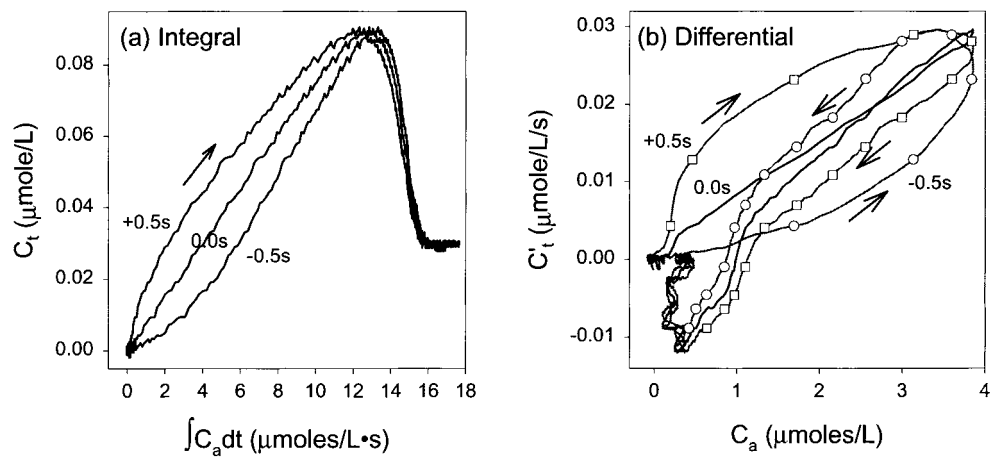 (a) Integral
C_t (μmole/L)
0.08
0.06
0.04
0.02
0.00
+0.5s
0.0s
-0.5s
0 2 4 6 8 10 12 14 16 18
∫C_a dt (μmoles/L•s)
(b) Differential
C'_t (μmole/L/s)
0.03
0.02
0.01
0.00
-0.01
+0.5s
0.0s
-0.5s
0 1 2 3 4
C_a (μmoles/L)